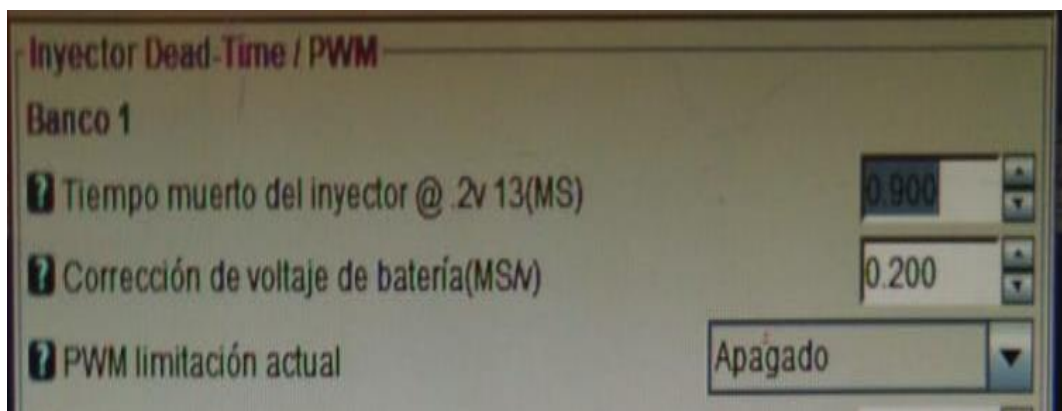 Inyector Dead-Time / PWM
Banco 1
? Tiempo muerto del inyector @ .2v 13(MS) 0.900
? Corrección de voltaje de batería(MS/v) 0.200
? PWM limitación actual Apagado